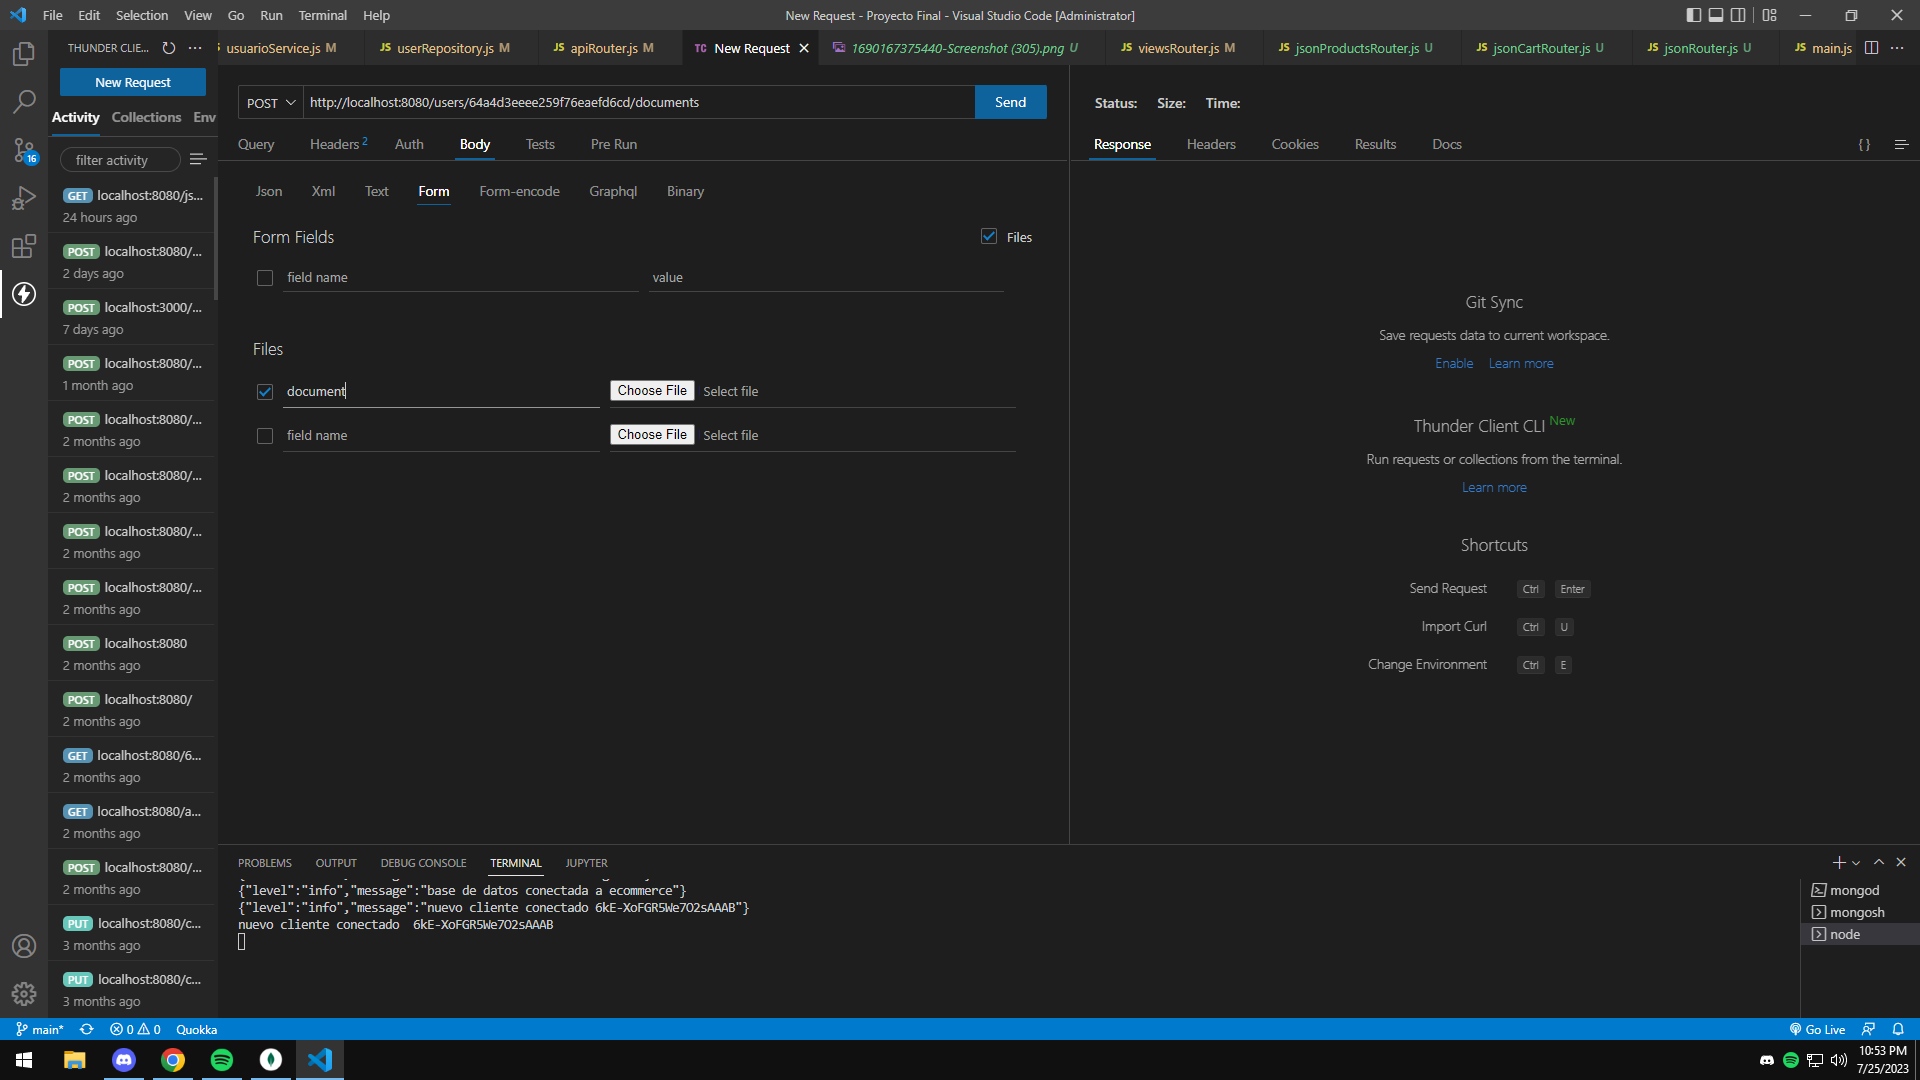 File Edit Selection View Go Run Terminal Help
New Request - Proyecto Final - Visual Studio Code [Administrator]
THUNDER CLIE...
usuarioService.js M
JS userRepository.js M
JS apiRouter.js M
TC New Request
1690167375440-Screenshot (305).png U
JS viewsRouter.js M
JS jsonProductsRouter.js U
JS jsonCartRouter.js U
JS jsonRouter.js U
JS main.js
New Request
Activity Collections Env
filter activity
GET localhost:8080/js...
24 hours ago
POST localhost:8080/...
2 days ago
POST localhost:3000/...
7 days ago
POST localhost:8080/...
1 month ago
POST localhost:8080/...
2 months ago
POST localhost:8080/...
2 months ago
POST localhost:8080/...
2 months ago
POST localhost:8080/...
2 months ago
POST localhost:8080
2 months ago
POST localhost:8080/
2 months ago
GET localhost:8080/6...
2 months ago
GET localhost:8080/a...
2 months ago
POST localhost:8080/...
2 months ago
PUT localhost:8080/c...
3 months ago
PUT localhost:8080/c...
3 months ago
16
POST http://localhost:8080/users/64a4d3eeee259f76eaefd6cd/documents Send
Query Headers 2 Auth Body Tests Pre Run
Json Xml Text Form Form-encode Graphql Binary
Form Fields Files
field name value
Files
document Choose File Select file
field name Choose File Select file
Status: Size: Time:
Response Headers Cookies Results Docs { }
Git Sync
Save requests data to current workspace.
Enable Learn more
Thunder Client CLI New
Run requests or collections from the terminal.
Learn more
Shortcuts
Send Request Ctrl Enter
Import Curl Ctrl U
Change Environment Ctrl E
PROBLEMS OUTPUT DEBUG CONSOLE TERMINAL JUPYTER
{"level":"info","message":"base de datos conectada a ecommerce"}
{"level":"info","message":"nuevo cliente conectado 6kE-XoFGR5We7O2sAAAB"}
nuevo cliente conectado 6kE-XoFGR5We7O2sAAAB
mongod
mongosh
node
main* 0 0 Quokka
Go Live
10:53 PM
7/25/2023